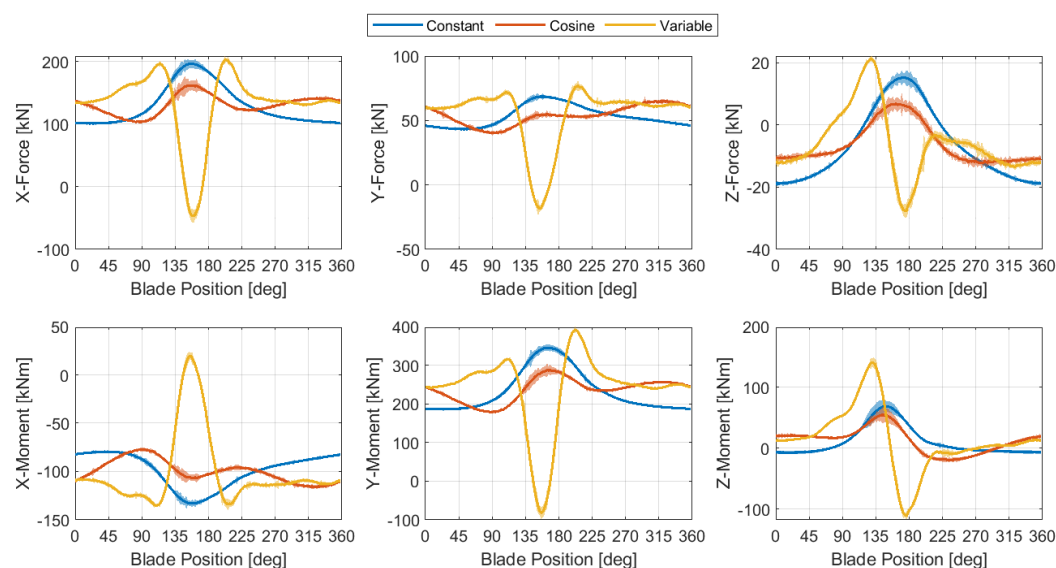 Constant Cosine Variable
X-Force [kN]
200
100
0
-100
0 45 90 135 180 225 270 315 360
Blade Position [deg]
Y-Force [kN]
100
50
0
-50
0 45 90 135 180 225 270 315 360
Blade Position [deg]
Z-Force [kN]
20
0
-20
-40
0 45 90 135 180 225 270 315 360
Blade Position [deg]
X-Moment [kNm]
50
0
-50
-100
-150
0 45 90 135 180 225 270 315 360
Blade Position [deg]
Y-Moment [kNm]
400
300
200
100
0
-100
0 45 90 135 180 225 270 315 360
Blade Position [deg]
Z-Moment [kNm]
200
100
0
-100
0 45 90 135 180 225 270 315 360
Blade Position [deg]